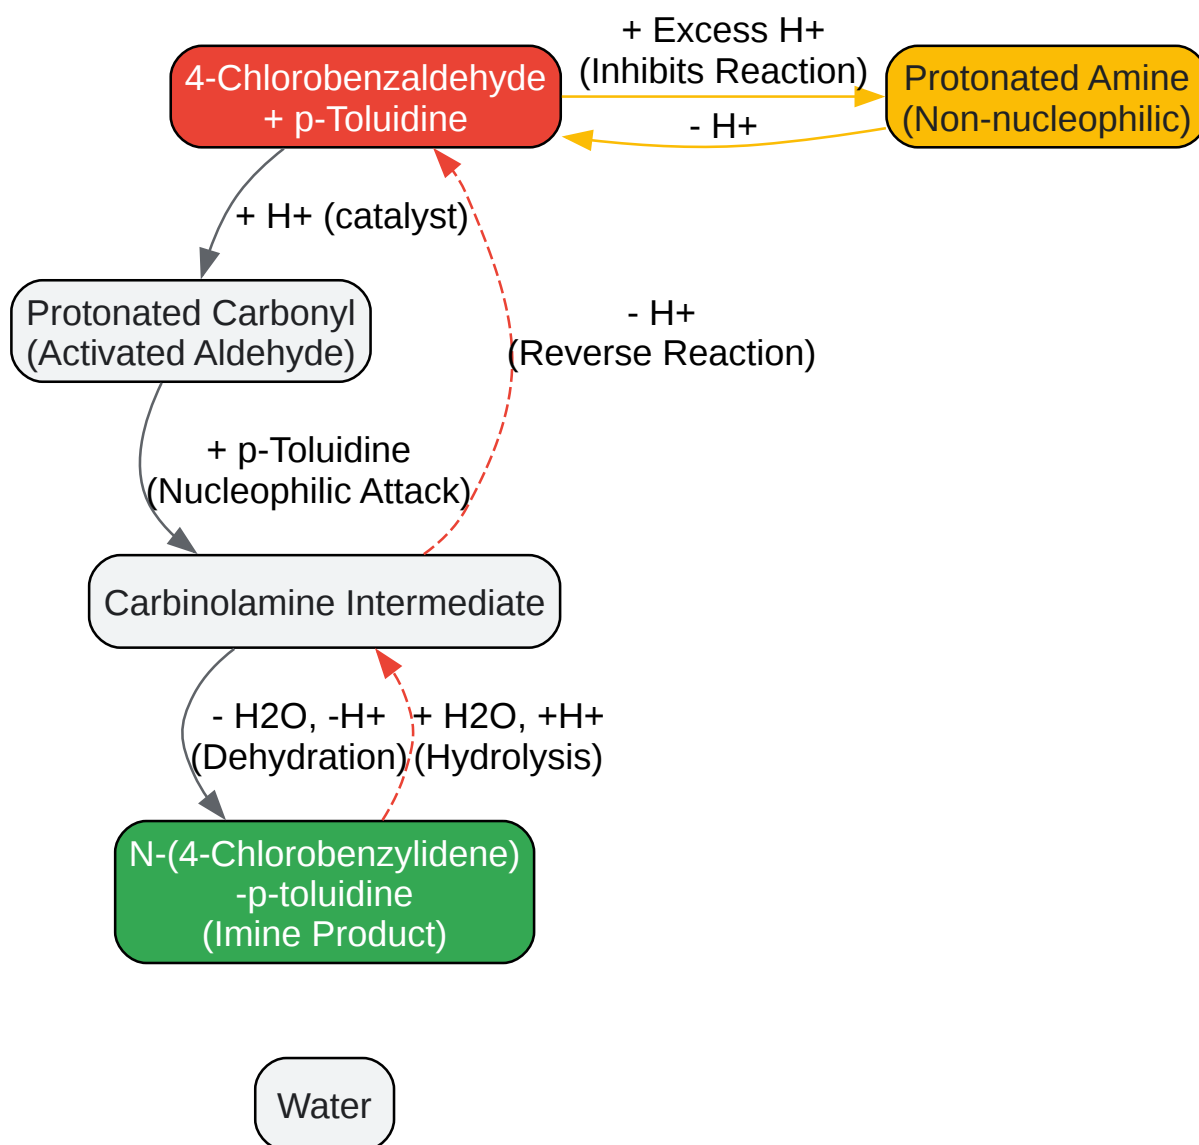 + Excess H+
(Inhibits Reaction)
4-Chlorobenzaldehyde
+ p-Toluidine
Protonated Amine
(Non-nucleophilic)
- H+
+ H+ (catalyst)
Protonated Carbonyl
(Activated Aldehyde)
- H+
(Reverse Reaction)
+ p-Toluidine
(Nucleophilic Attack)
Carbinolamine Intermediate
- H2O, -H+
(Dehydration)
+ H2O, +H+
(Hydrolysis)
N-(4-Chlorobenzylidene)
-p-toluidine
(Imine Product)
Water